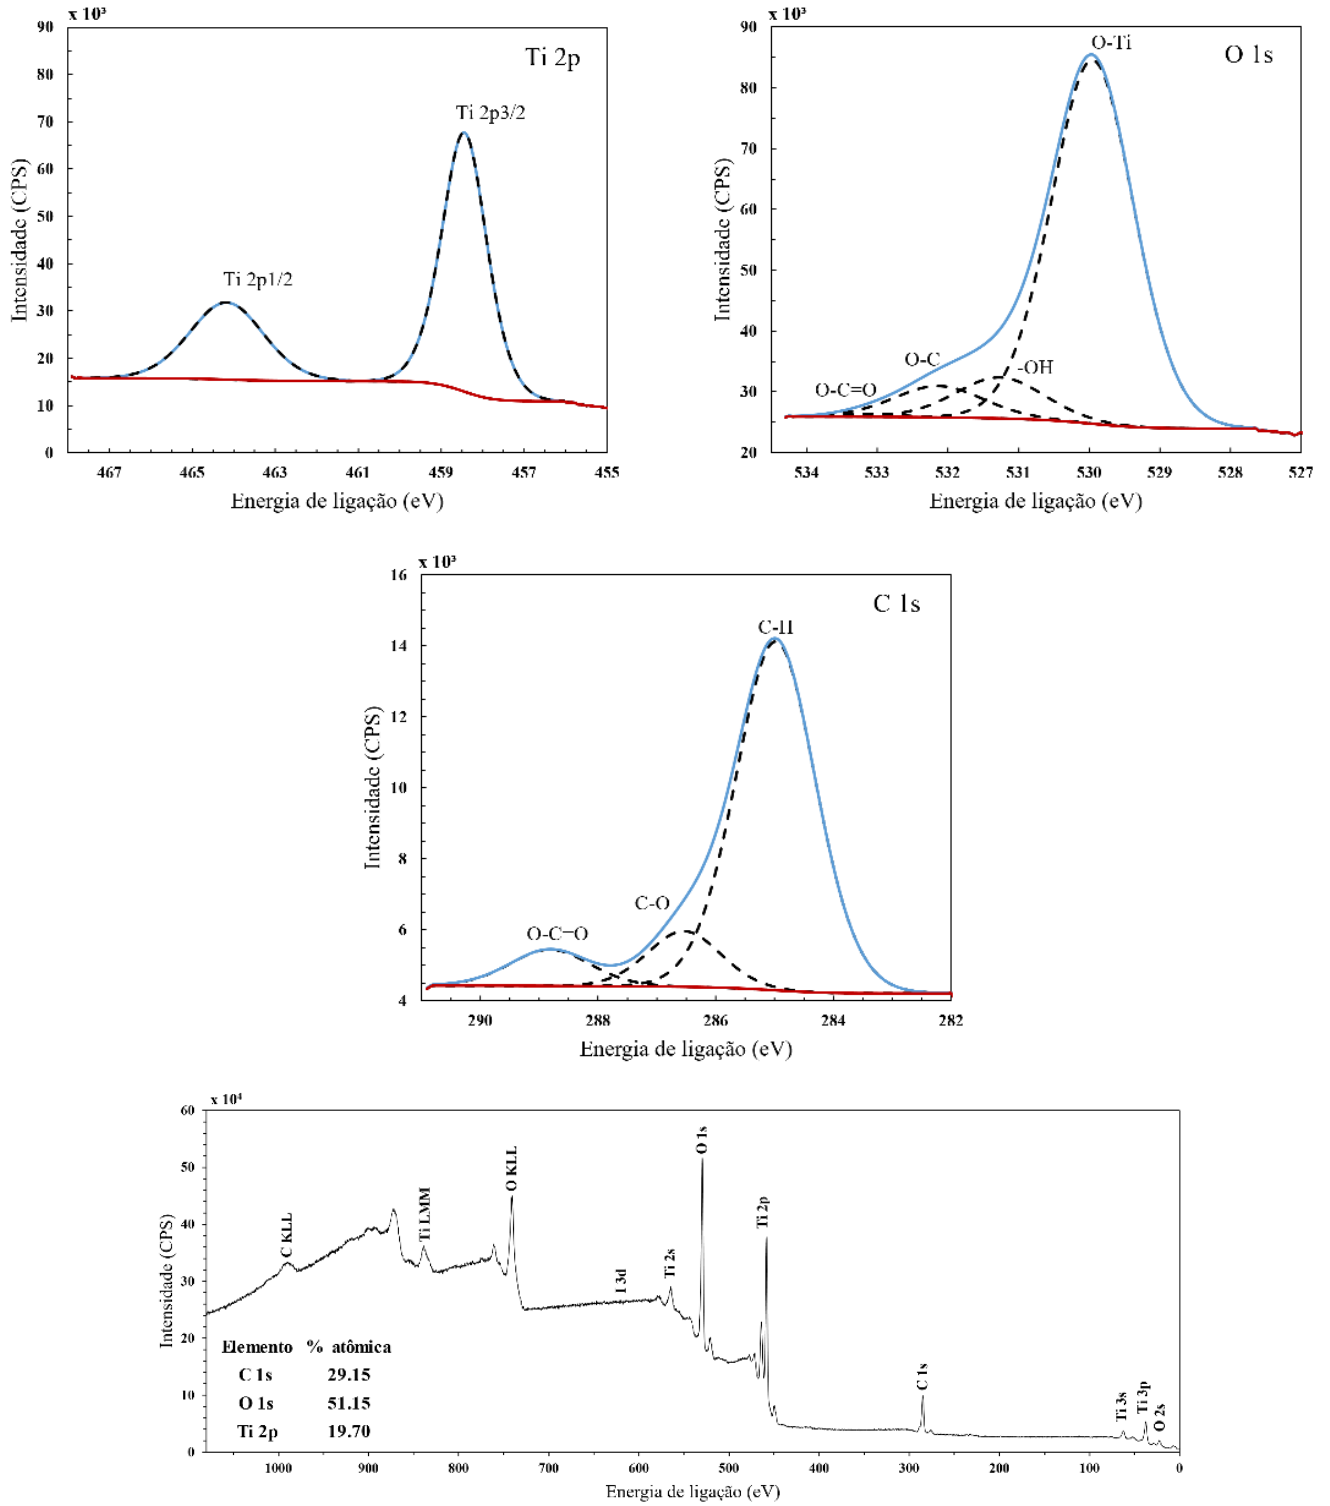 x 10³
90
80
70
60
50
40
30
20
10
0
Intensidade (CPS)
Ti 2p
Ti 2p3/2
Ti 2p1/2
467 465 463 461 459 457 455
Energia de ligação (eV)
x 10³
90
80
70
60
50
40
30
20
Intensidade (CPS)
O 1s
O-Ti
O-C
-OH
O-C=O
534 533 532 531 530 529 528 527
Energia de ligação (eV)
x 10³
16
14
12
10
8
6
4
Intensidade (CPS)
C 1s
C-H
C-O
O-C=O
290 288 286 284 282
Energia de ligação (eV)
x 10⁴
60
50
40
30
20
10
0
Intensidade (CPS)
C KLL
Ti LMM
O KLL
I 3d
Ti 2s
O 1s
Ti 2p
C 1s
Ti 3s
Ti 3p
O 2s
Elemento % atômica
C 1s 29.15
O 1s 51.15
Ti 2p 19.70
1000 900 800 700 600 500 400 300 200 100 0
Energia de ligação (eV)